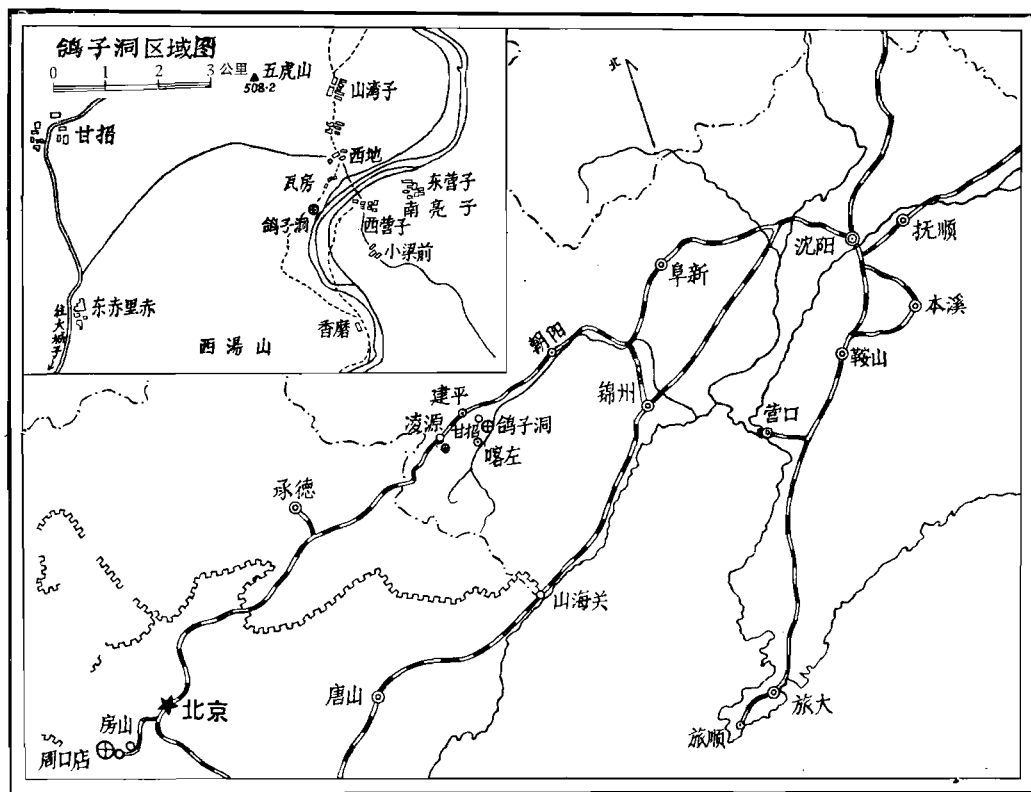 鸽子洞区域图
0 1 2 3 公里
五虎山
508·2
山湾子
甘招
西地
瓦房
东营子
南亮子
鸽子洞
西营子
小梁前
东赤里赤
往大城子
香磨
西汤山
北
沈阳
抚顺
阜新
本溪
朝阳
鞍山
锦州
建平
营口
凌源
甘招
鸽子洞
喀左
承德
山海关
唐山
北京
旅大
房山
旅顺
周口店